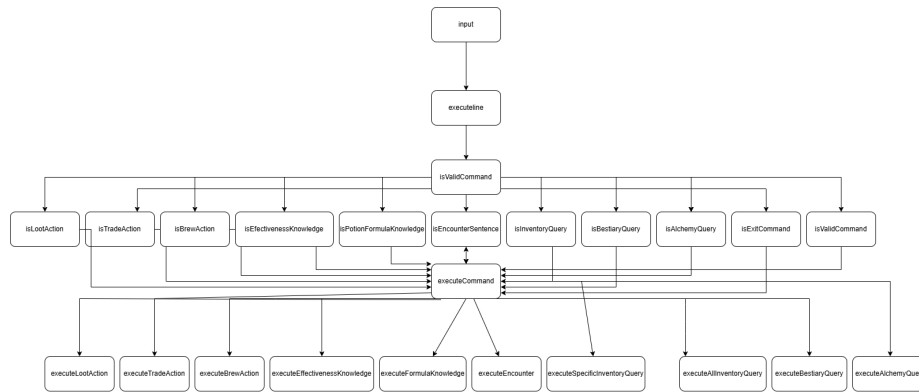 input
executeline
isValidCommand
isLootAction
isTradeAction
isBrewAction
isEfectivenessKnowledge
isPotionFormulaKnowledge
isEncounterSentence
isInventoryQuery
isBestiaryQuery
isAlchemyQuery
isExitCommand
isValidCommand
executeCommand
executeLootAction
executeTradeAction
executeBrewAction
executeEffectivenessKnowledge
executeFormulaKnowledge
executeEncounter
executeSpecificInventoryQuery
executeAllInventoryQuery
executeBestiaryQuery
executeAlchemyQue